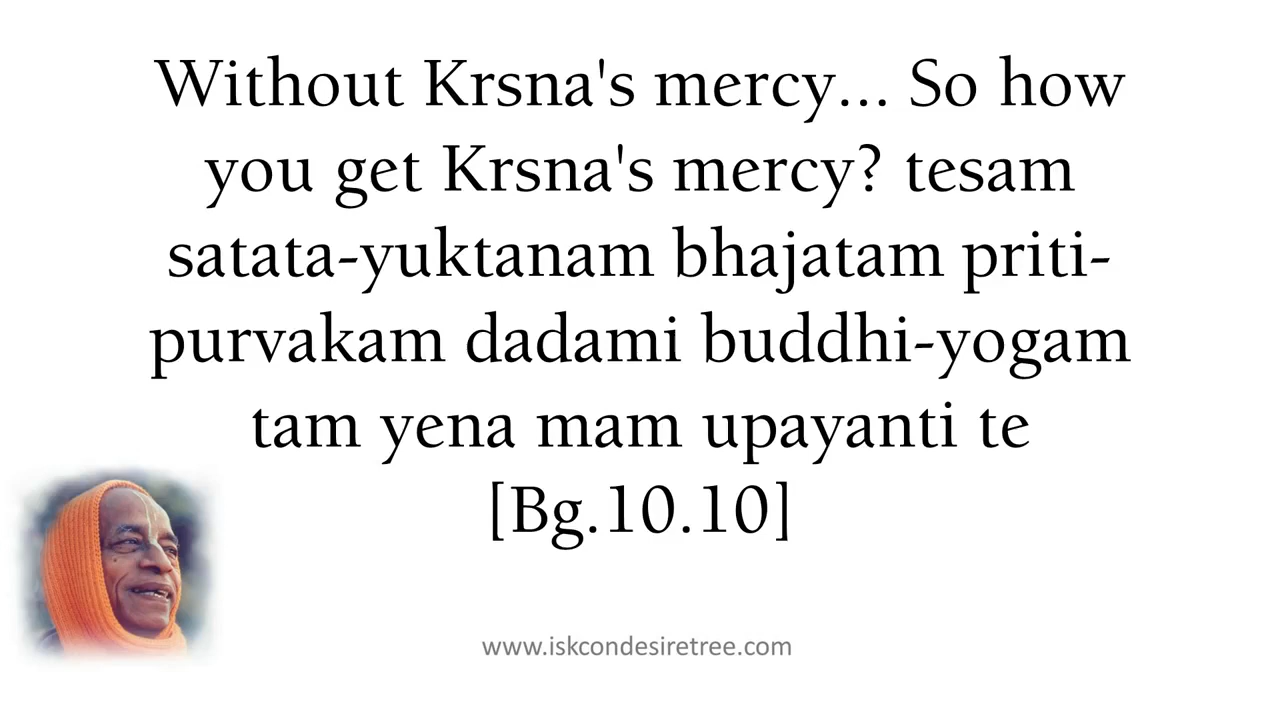 Without Krsna's mercy... So how
you get Krsna's mercy? tesam
satata-yuktanam bhajatam priti-
purvakam dadami buddhi-yogam
tam yena mam upayanti te
[Bg.10.10]
www.iskcondesiretree.com